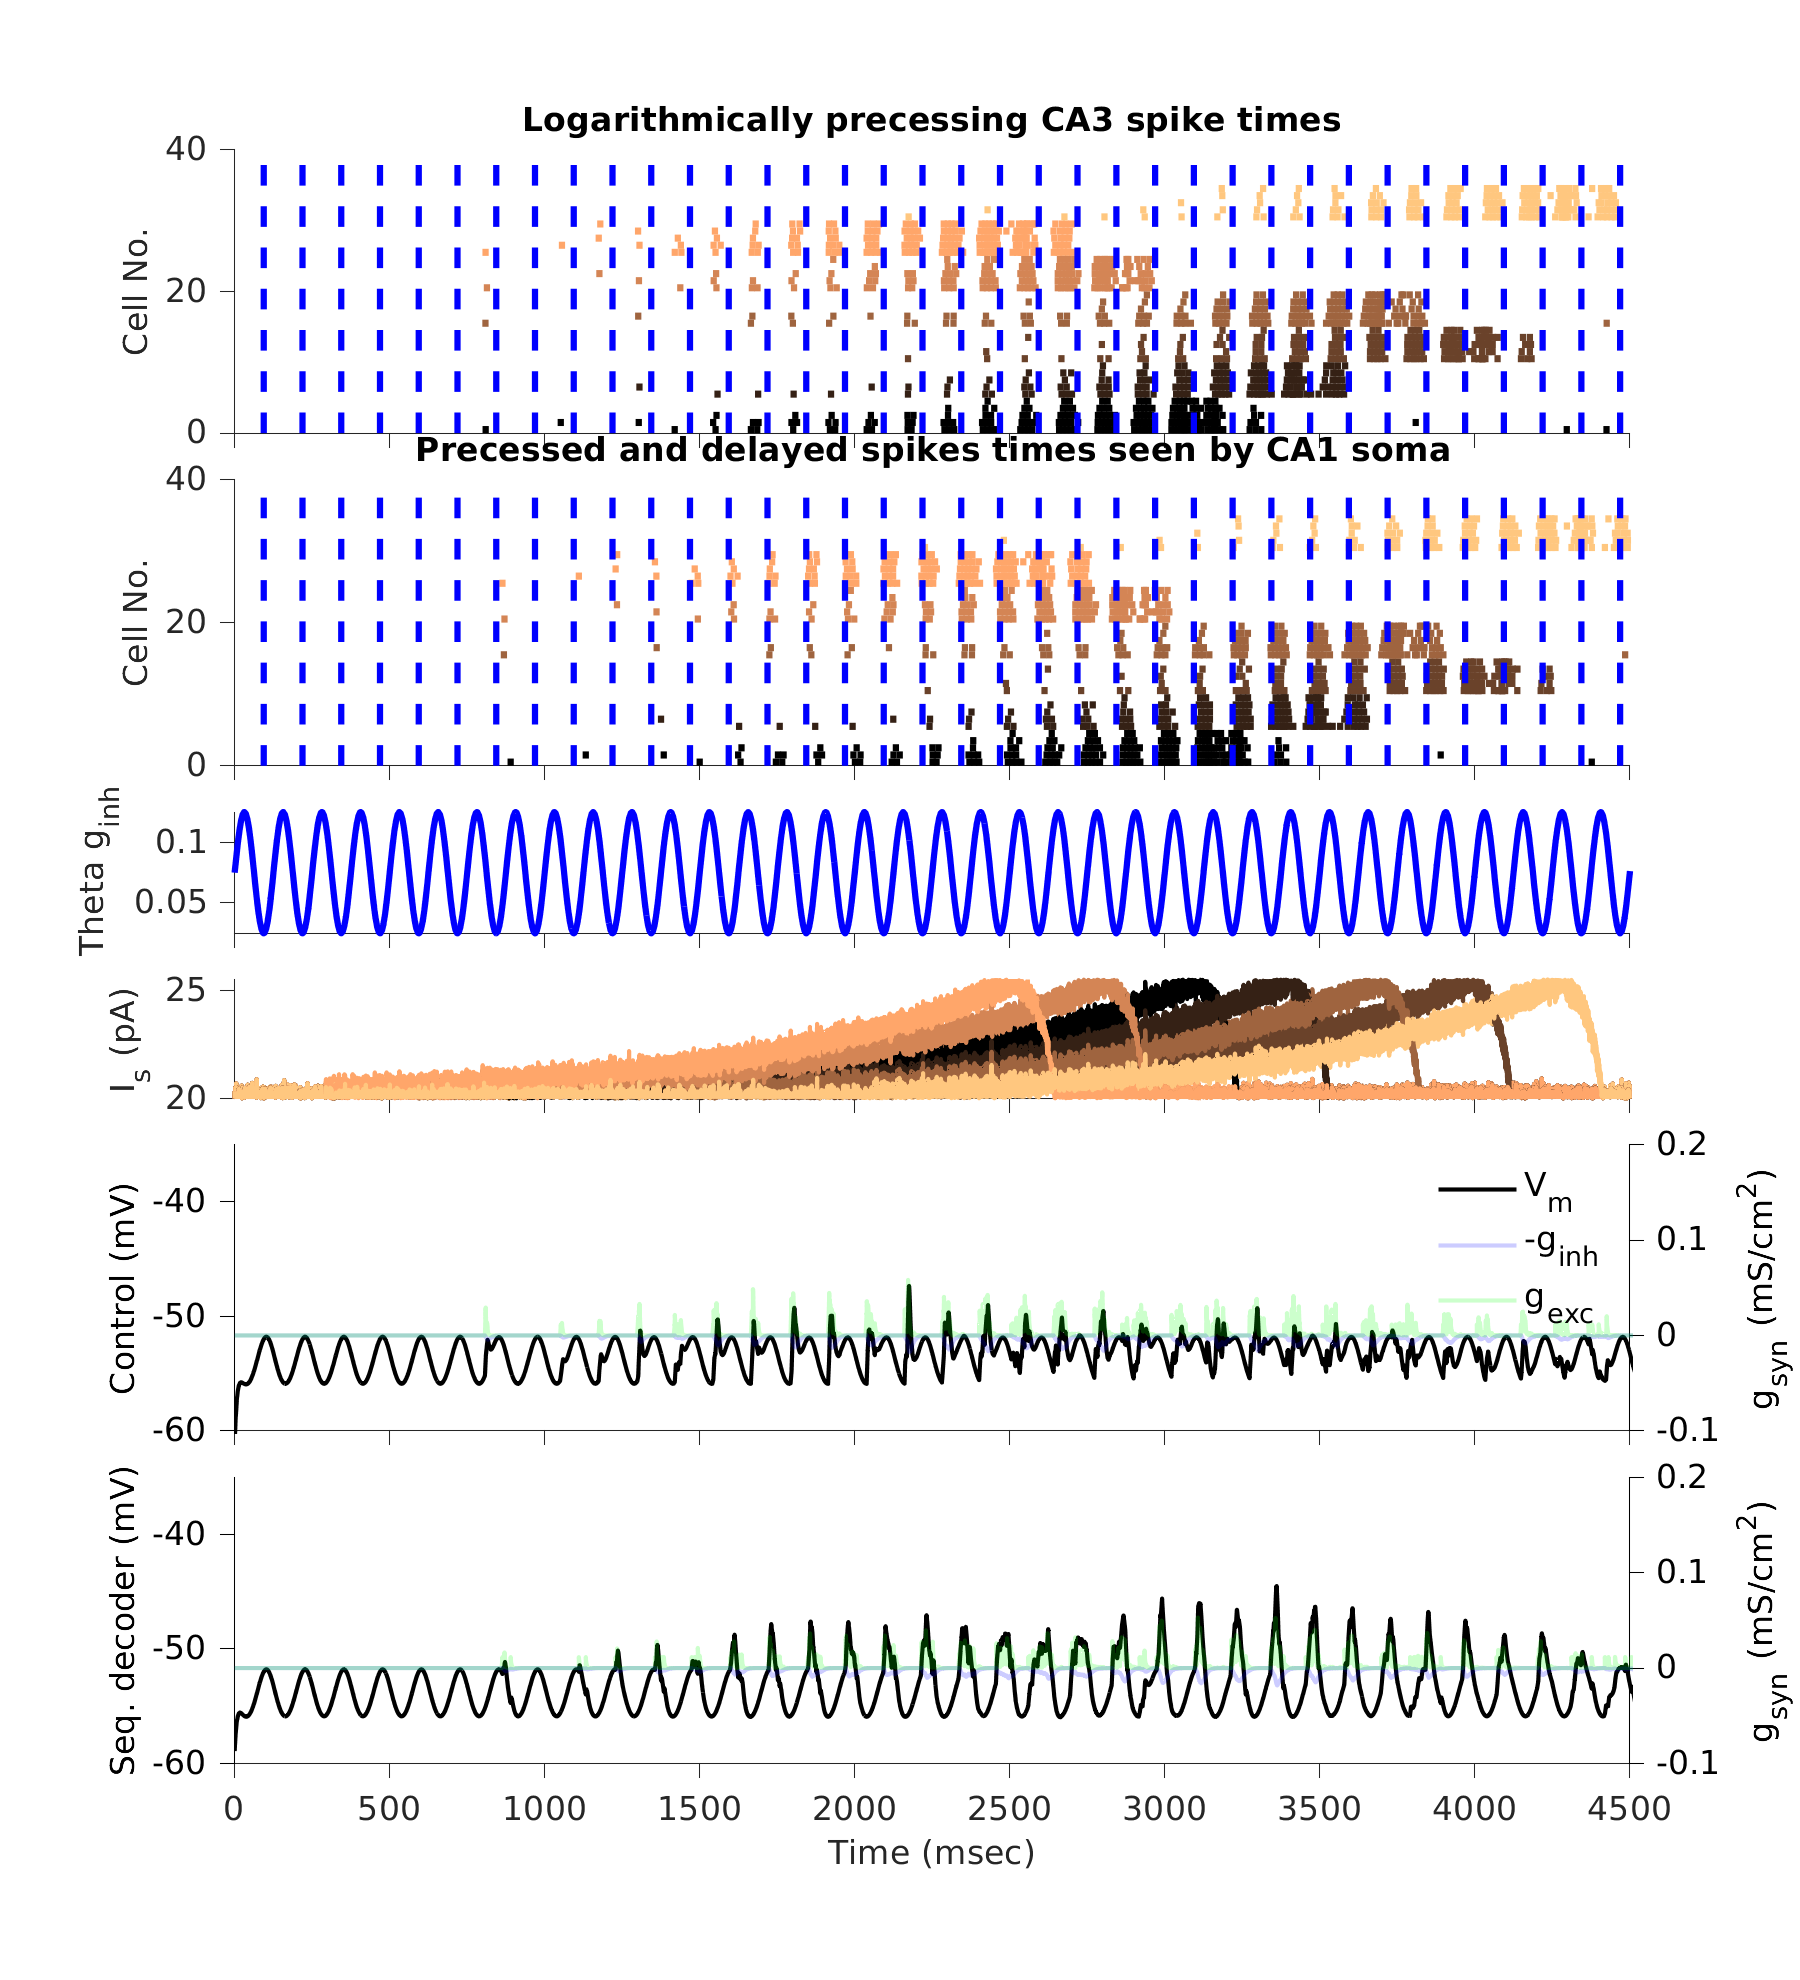 Logarithmically precessing CA3 spike times
40
20
0
Cell No.
Precessed and delayed spikes times seen by CA1 soma
40
20
0
Cell No.
0.1
0.05
Theta g_inh
25
20
I_s (pA)
-40
-50
-60
Control (mV)
V_m
-g_inh
g_exc
0.2
0.1
0
-0.1
g_syn (mS/cm^2)
-40
-50
-60
Seq. decoder (mV)
0.2
0.1
0
-0.1
g_syn (mS/cm^2)
0 500 1000 1500 2000 2500 3000 3500 4000 4500
Time (msec)